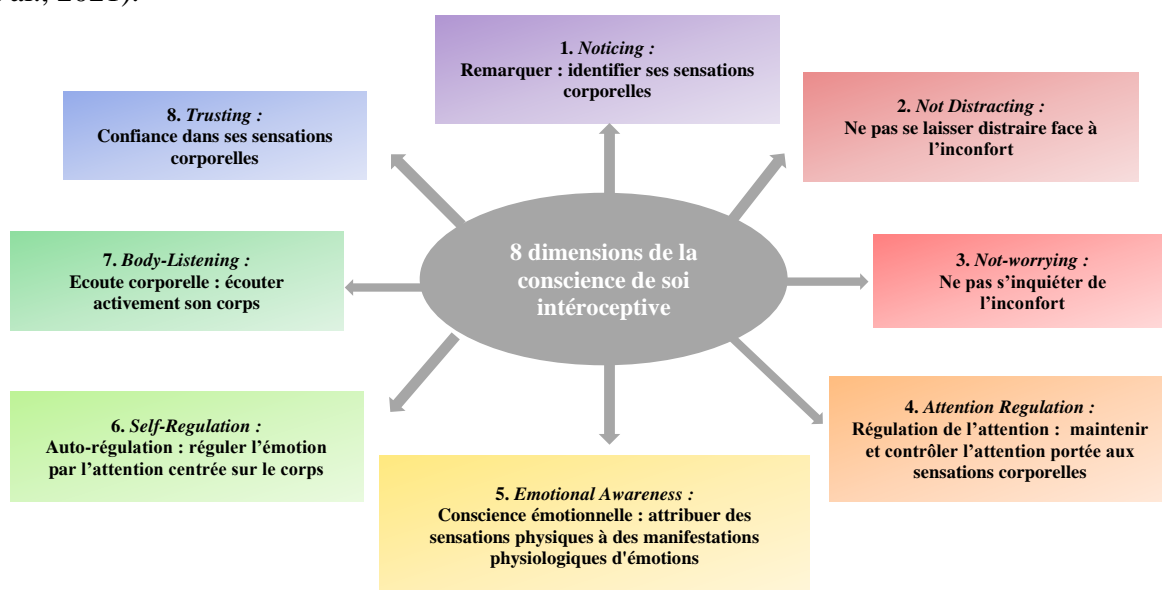 al., 2021).
1. Noticing :
Remarquer : identifier ses sensations
corporelles
2. Not Distracting :
Ne pas se laisser distraire face à
l’inconfort
3. Not-worrying :
Ne pas s’inquiéter de
l’inconfort
4. Attention Regulation :
Régulation de l’attention : maintenir
et contrôler l’attention portée aux
sensations corporelles
5. Emotional Awareness :
Conscience émotionnelle : attribuer des
sensations physiques à des manifestations
physiologiques d'émotions
6. Self-Regulation :
Auto-régulation : réguler l’émotion
par l’attention centrée sur le corps
7. Body-Listening :
Ecoute corporelle : écouter
activement son corps
8. Trusting :
Confiance dans ses sensations
corporelles
8 dimensions de la
conscience de soi
intéroceptive